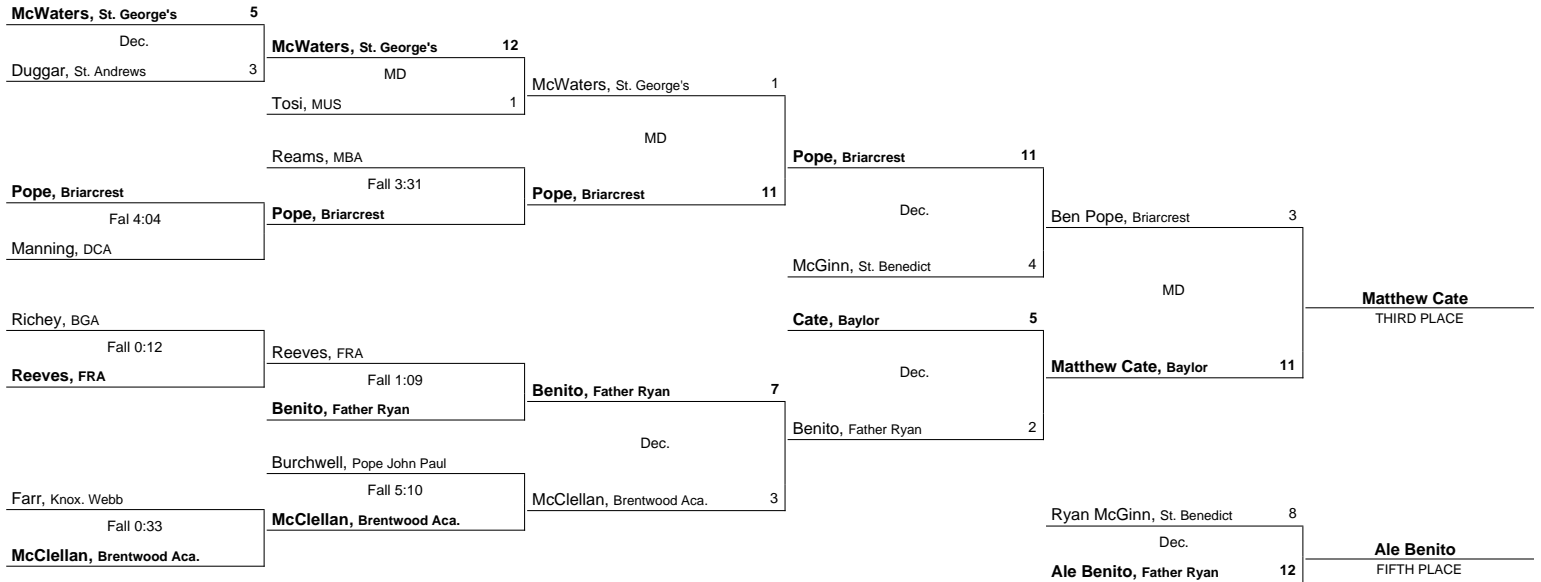 McWaters, St. George's 5
Dec.
Duggar, St. Andrews 3
Pope, Briarcrest
Fal 4:04
Manning, DCA
Richey, BGA
Fall 0:12
Reeves, FRA
Farr, Knox. Webb
Fall 0:33
McClellan, Brentwood Aca.
McWaters, St. George's 12
MD
Tosi, MUS 1
Reams, MBA
Fall 3:31
Pope, Briarcrest
Reeves, FRA
Fall 1:09
Benito, Father Ryan
Burchwell, Pope John Paul
Fall 5:10
McClellan, Brentwood Aca.
McWaters, St. George's 1
MD
Pope, Briarcrest 11
Benito, Father Ryan 7
Dec.
McClellan, Brentwood Aca. 3
Pope, Briarcrest 11
Dec.
McGinn, St. Benedict 4
Cate, Baylor 5
Dec.
Benito, Father Ryan 2
Ben Pope, Briarcrest 3
MD
Matthew Cate, Baylor 11
Matthew Cate
THIRD PLACE
Ryan McGinn, St. Benedict 8
Dec.
Ale Benito, Father Ryan 12
Ale Benito
FIFTH PLACE